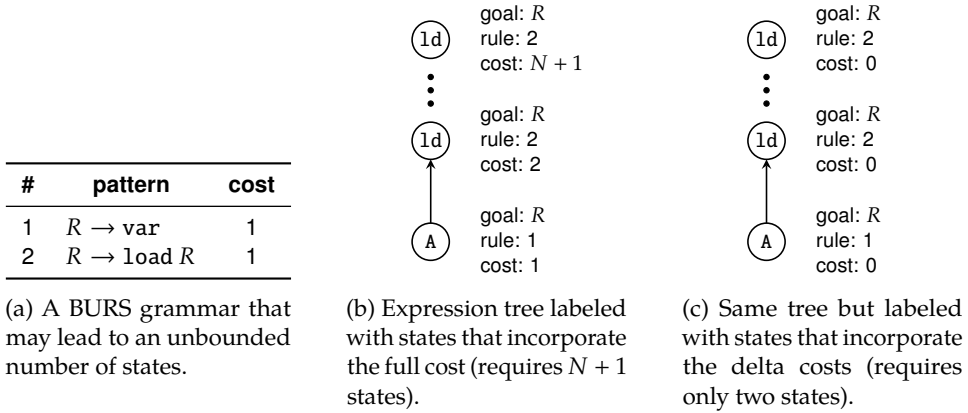 # pattern cost
1 R → var 1
2 R → load R 1
(a) A BURS grammar that
may lead to an unbounded
number of states.
ld
goal: R
rule: 2
cost: N + 1
ld
goal: R
rule: 2
cost: 2
A
goal: R
rule: 1
cost: 1
(b) Expression tree labeled
with states that incorporate
the full cost (requires N + 1
states).
ld
goal: R
rule: 2
cost: 0
ld
goal: R
rule: 2
cost: 0
A
goal: R
rule: 1
cost: 0
(c) Same tree but labeled
with states that incorporate
the delta costs (requires
only two states).